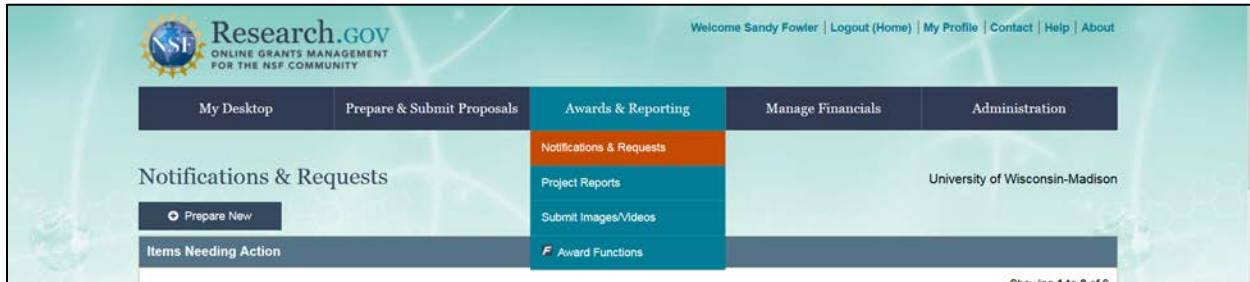 NSF
Research.GOV
ONLINE GRANTS MANAGEMENT
FOR THE NSF COMMUNITY
Welcome Sandy Fowler | Logout (Home) | My Profile | Contact | Help | About
My Desktop
Prepare & Submit Proposals
Awards & Reporting
Manage Financials
Administration
Notifications & Requests
Project Reports
Submit Images/Videos
F Award Functions
Notifications & Requests
University of Wisconsin-Madison
Prepare New
Items Needing Action